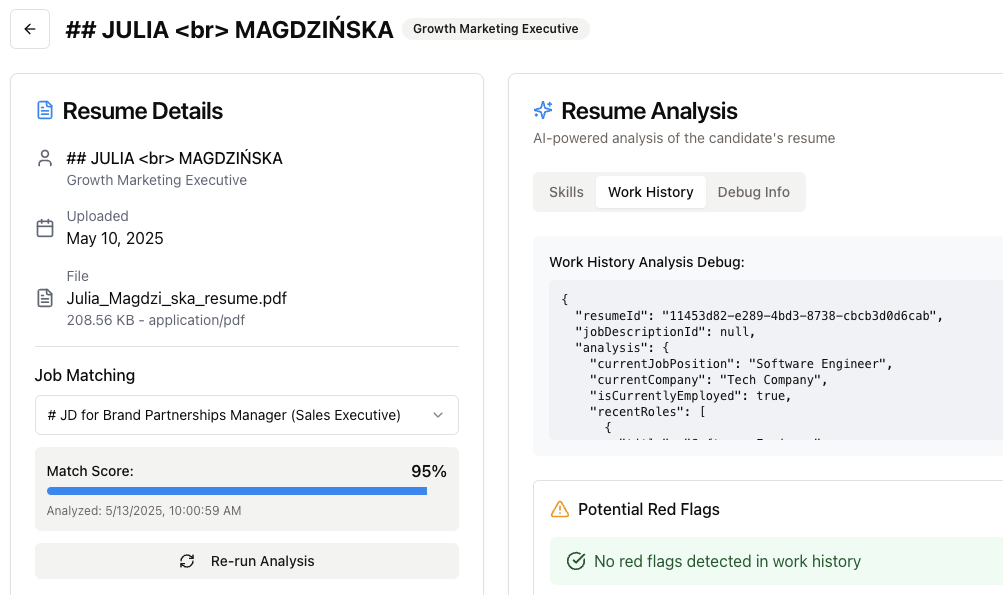 ## JULIA <br> MAGDZIŃSKA
Growth Marketing Executive
Resume Details
## JULIA <br> MAGDZIŃSKA
Growth Marketing Executive
Uploaded
May 10, 2025
File
Julia_Magdzi_ska_resume.pdf
208.56 KB - application/pdf
Job Matching
# JD for Brand Partnerships Manager (Sales Executive)
Match Score:
95%
Analyzed: 5/13/2025, 10:00:59 AM
Re-run Analysis
Resume Analysis
AI-powered analysis of the candidate's resume
Skills
Work History
Debug Info
Work History Analysis Debug:
{
"resumeId": "11453d82-e289-4bd3-8738-cbcb3d0d6cab",
"jobDescriptionId": null,
"analysis": {
"currentJobPosition": "Software Engineer",
"currentCompany": "Tech Company",
"isCurrentlyEmployed": true,
"recentRoles": [
{
Potential Red Flags
No red flags detected in work history